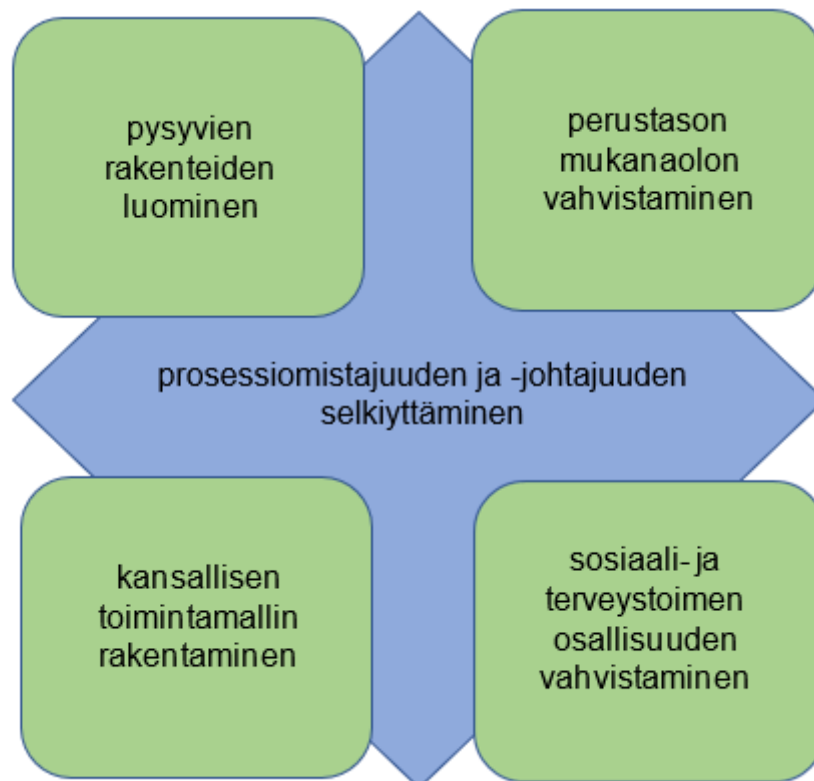 pysyvien
rakenteiden
luominen
perustason
mukanaolon
vahvistaminen
prosessiomistajuuden ja -johtajuuden
selkiyttäminen
kansallisen
toimintamallin
rakentaminen
sosiaali- ja
terveystoimen
osallisuuden
vahvistaminen